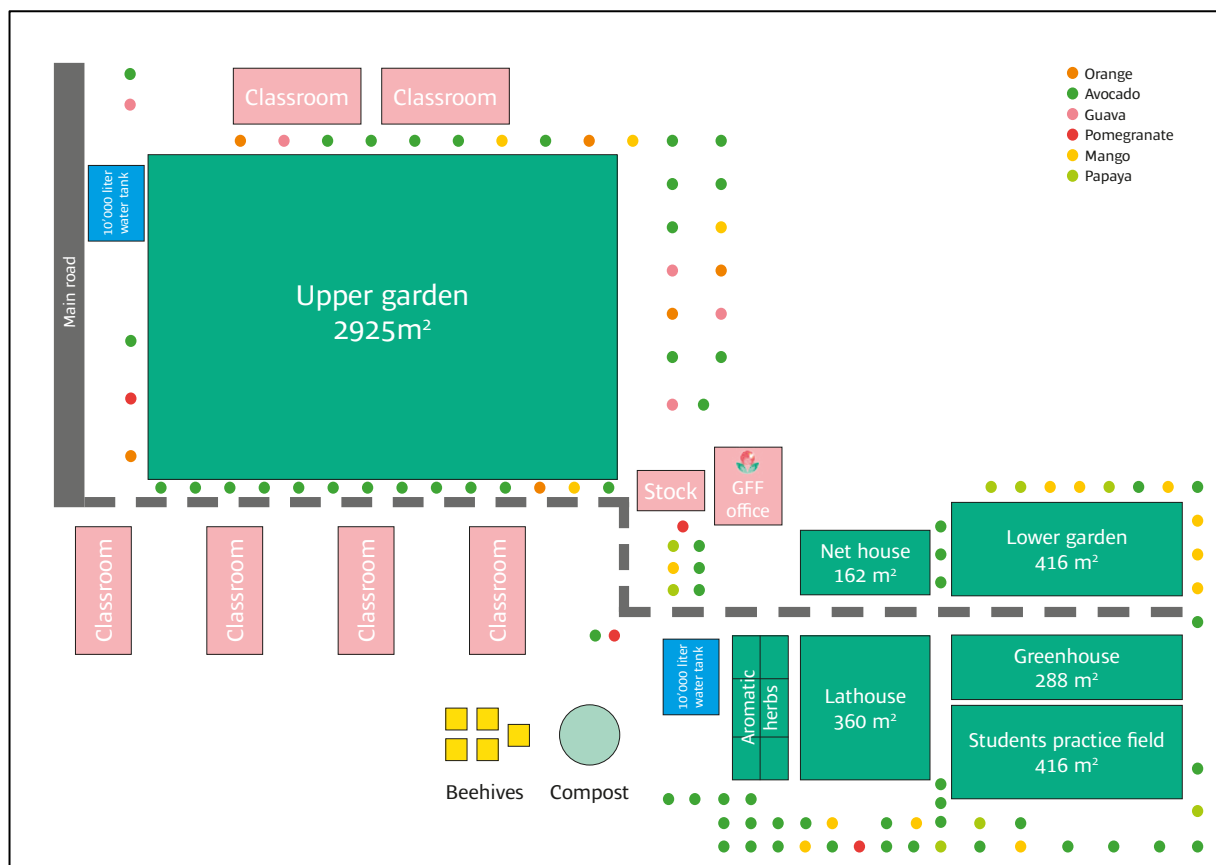 Classroom
Classroom
Orange
Avocado
Guava
Pomegranate
Mango
Papaya
10'000 liter
water tank
Main road
Upper garden
2925m²
Stock
GFF
office
Net house
162 m²
Lower garden
416 m²
Classroom
Classroom
Classroom
Classroom
10'000 liter
water tank
Aromatic
herbs
Lathouse
360 m²
Greenhouse
288 m²
Students practice field
416 m²
Beehives
Compost